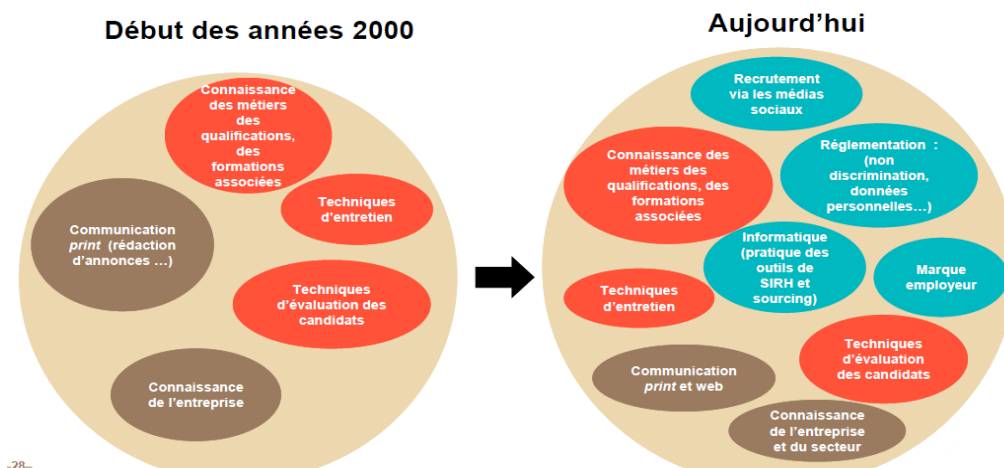 Début des années 2000
Connaissance
des métiers
des
qualifications,
des
formations
associées
Techniques
d'entretien
Communication
print (rédaction
d'annonces ...)
Techniques
d'évaluation des
candidats
Connaissance
de l'entreprise
Aujourd'hui
Recrutement
via les médias
sociaux
Réglementation :
(non
discrimination,
données
personnelles...)
Connaissance des
métiers des
qualifications, des
formations
associées
Informatique
(pratique des
outils de
SIRH et
sourcing)
Marque
employeur
Techniques
d'entretien
Techniques
d'évaluation
des candidats
Communication
print et web
Connaissance
de l'entreprise
et du secteur
-28-